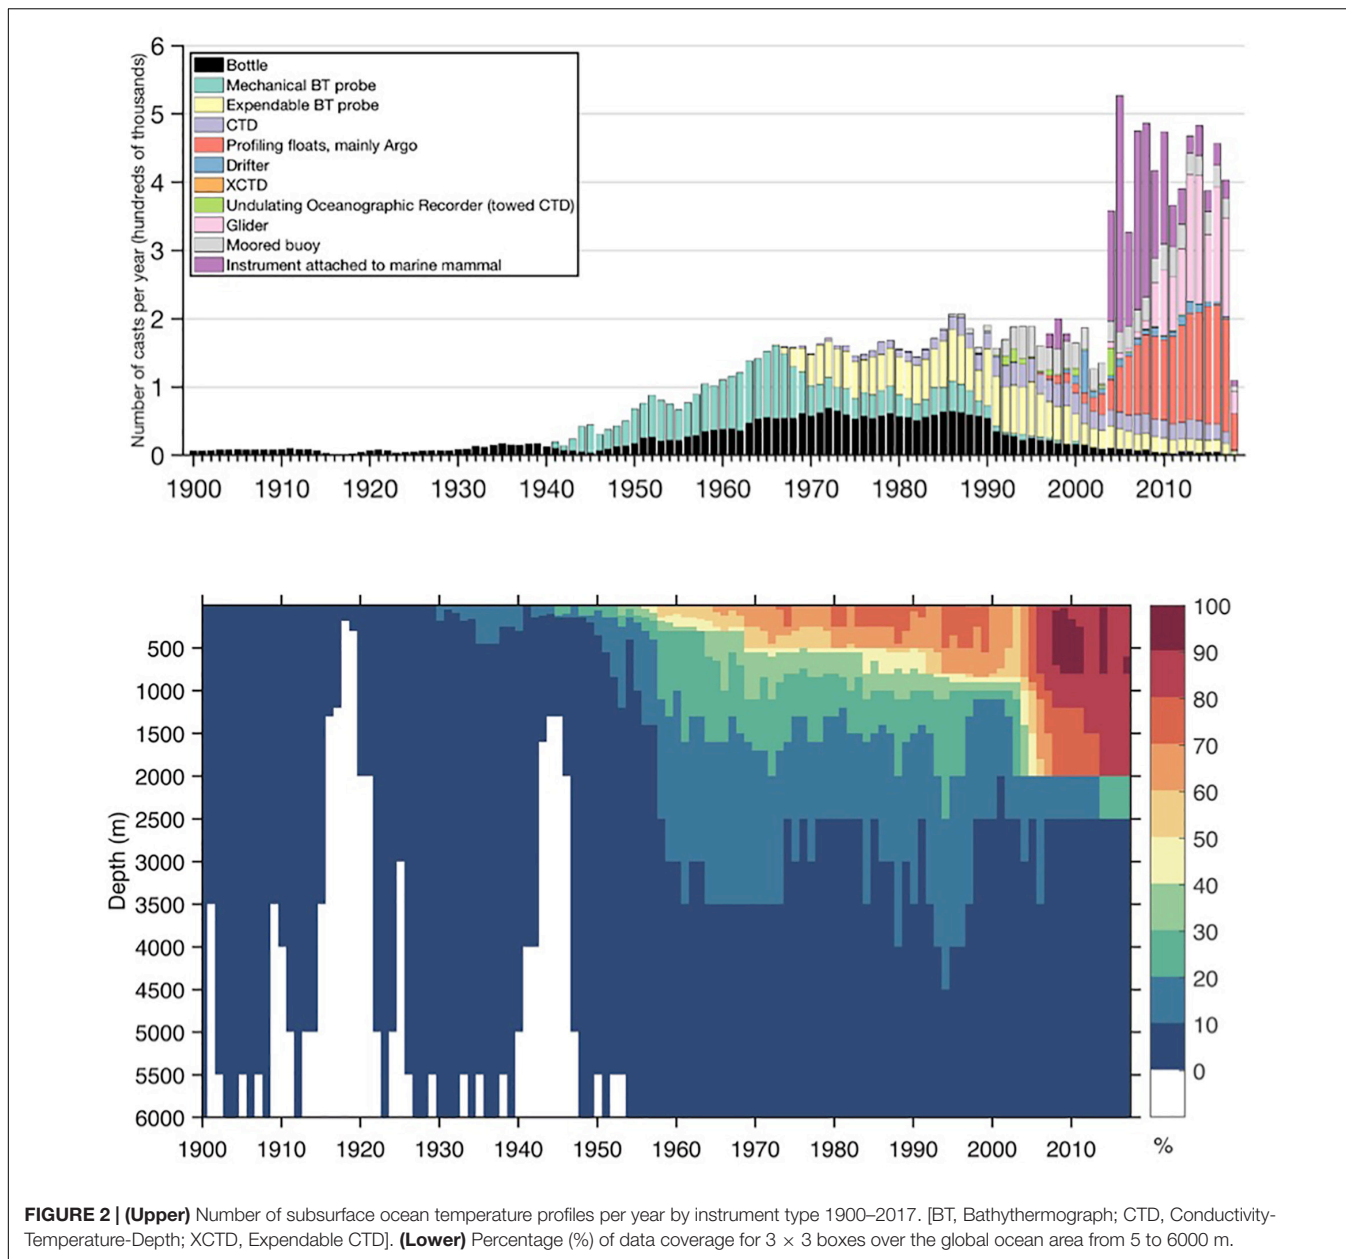 Number of casts per year (hundreds of thousands)
6
5
4
3
2
1
0
Bottle
Mechanical BT probe
Expendable BT probe
CTD
Profiling floats, mainly Argo
Drifter
XCTD
Undulating Oceanographic Recorder (towed CTD)
Glider
Moored buoy
Instrument attached to marine mammal
1900 1910 1920 1930 1940 1950 1960 1970 1980 1990 2000 2010
Depth (m)
500
1000
1500
2000
2500
3000
3500
4000
4500
5000
5500
6000
1900 1910 1920 1930 1940 1950 1960 1970 1980 1990 2000 2010
100
90
80
70
60
50
40
30
20
10
0
%
FIGURE 2 | (Upper) Number of subsurface ocean temperature profiles per year by instrument type 1900–2017. [BT, Bathythermograph; CTD, Conductivity-
Temperature-Depth; XCTD, Expendable CTD]. (Lower) Percentage (%) of data coverage for 3 × 3 boxes over the global ocean area from 5 to 6000 m.